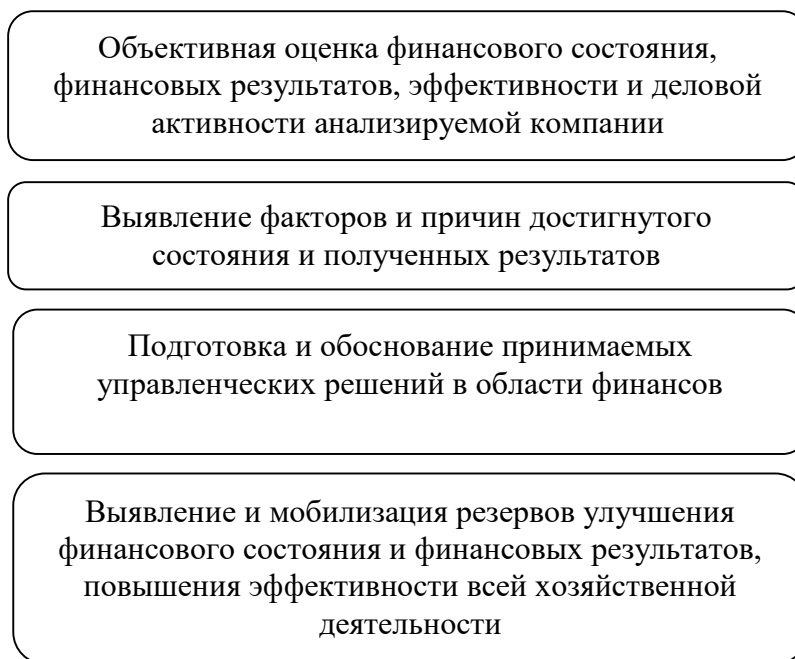 Объективная оценка финансового состояния,
финансовых результатов, эффективности и деловой
активности анализируемой компании
Выявление факторов и причин достигнутого
состояния и полученных результатов
Подготовка и обоснование принимаемых
управленческих решений в области финансов
Выявление и мобилизация резервов улучшения
финансового состояния и финансовых результатов,
повышения эффективности всей хозяйственной
деятельности